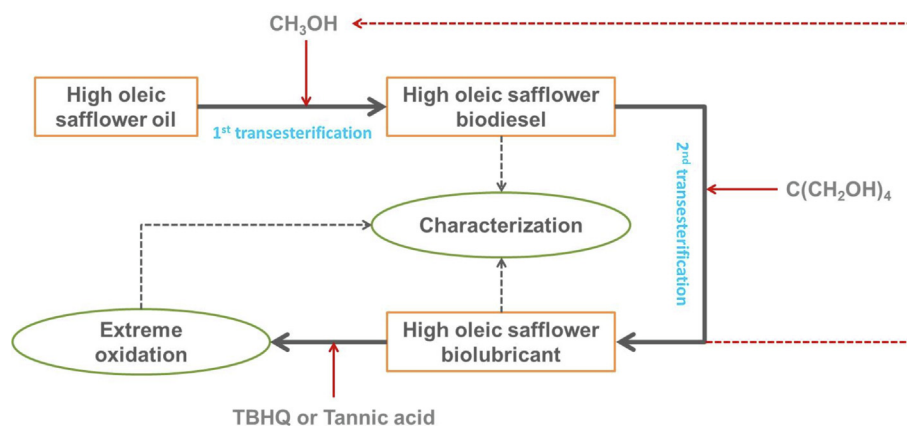 CH₃OH
High oleic
safflower oil
1ˢᵗ transesterification
High oleic safflower
biodiesel
2ⁿᵈ transesterification
C(CH₂OH)₄
Characterization
Extreme
oxidation
High oleic safflower
biolubricant
TBHQ or Tannic acid